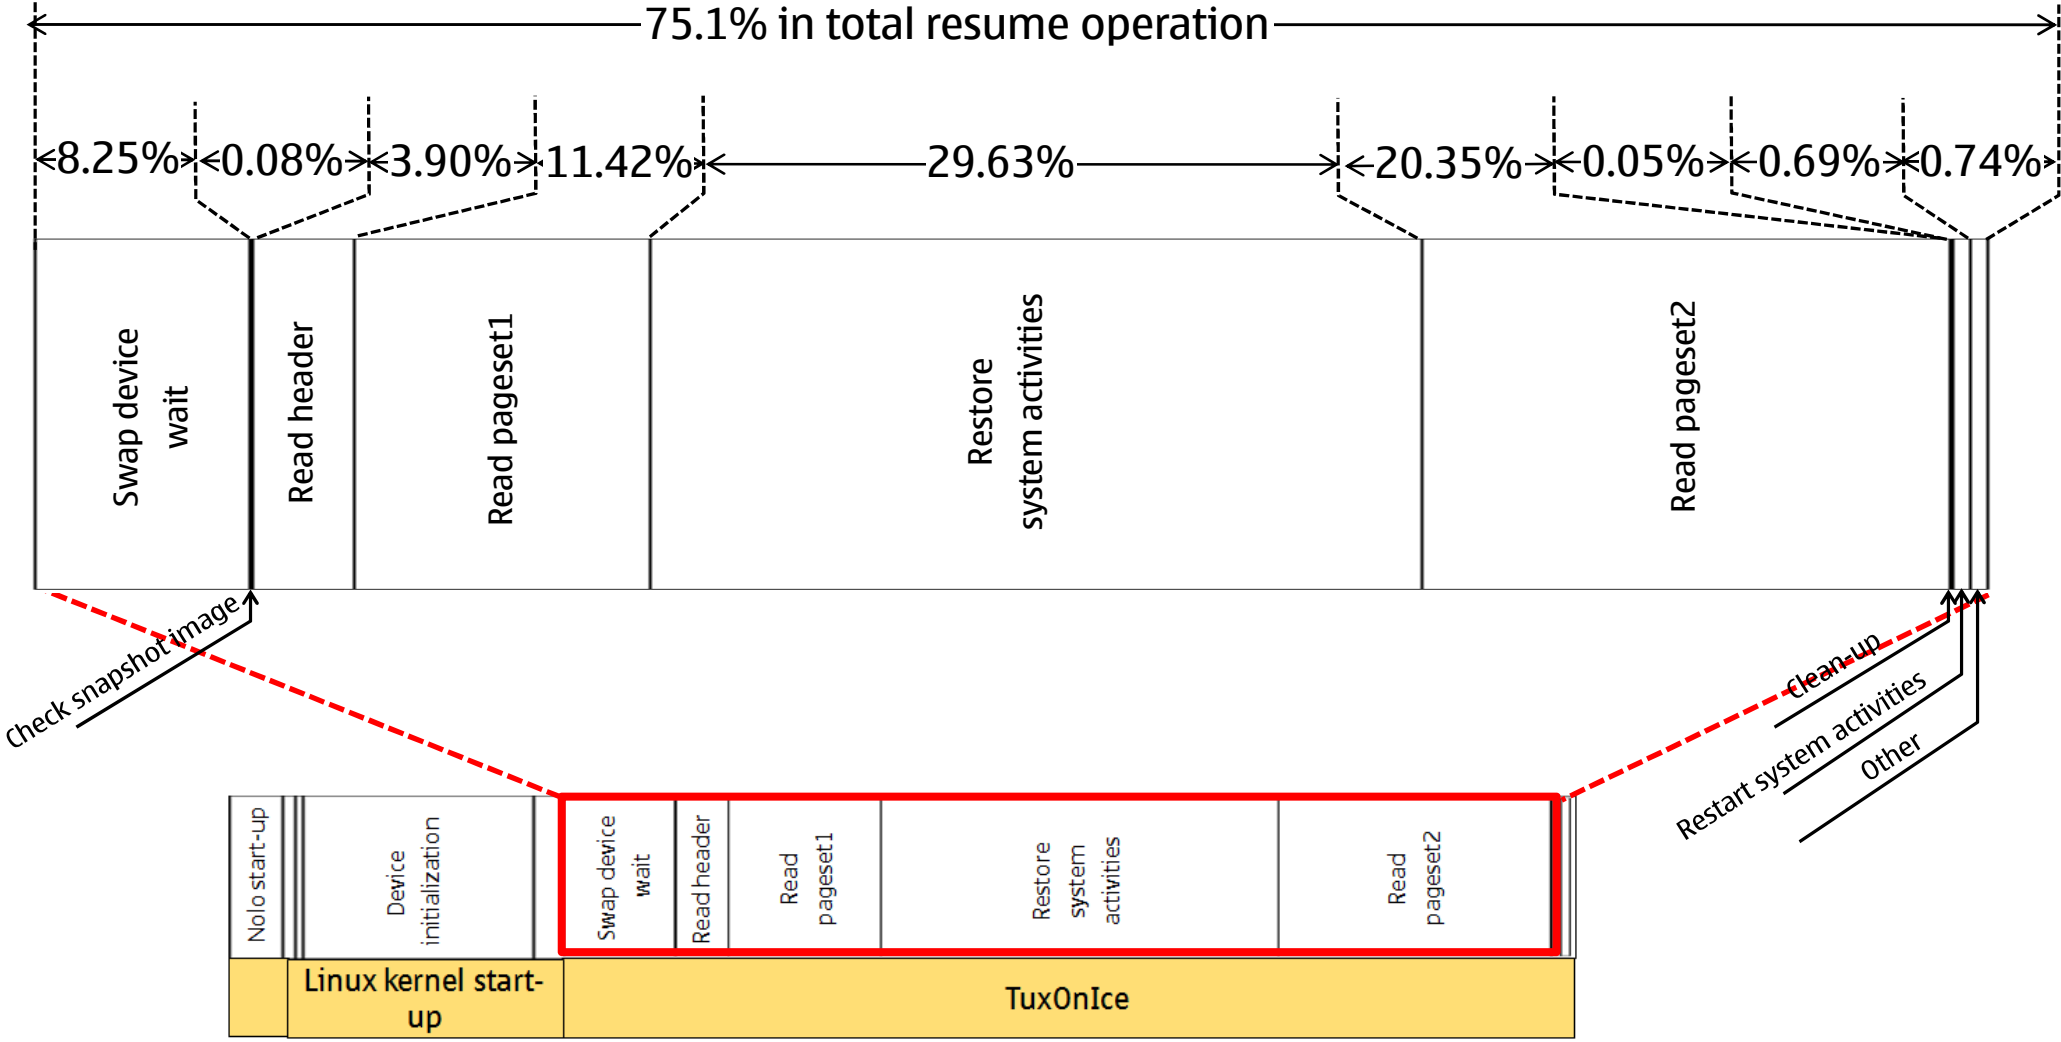 75.1% in total resume operation
8.25%
0.08%
3.90%
11.42%
29.63%
20.35%
0.05%
0.69%
0.74%
Swap device
wait
Read header
Read pageset1
Restore
system activities
Read pageset2
Check snapshot image
Clean-up
Restart system activities
Other
Nolo start-up
Device
initialization
Swap device
wait
Read header
Read
pageset1
Restore
system
activities
Read
pageset2
Linux kernel start-
up
TuxOnIce